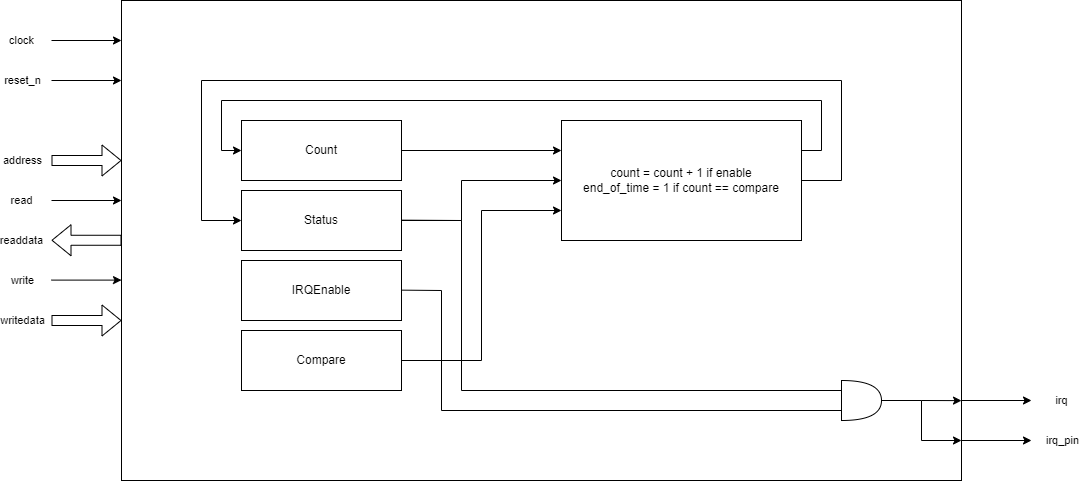 clock
reset_n
address
read
readdata
write
writedata
Count
Status
IRQEnable
Compare
count = count + 1 if enable
end_of_time = 1 if count == compare
irq
irq_pin